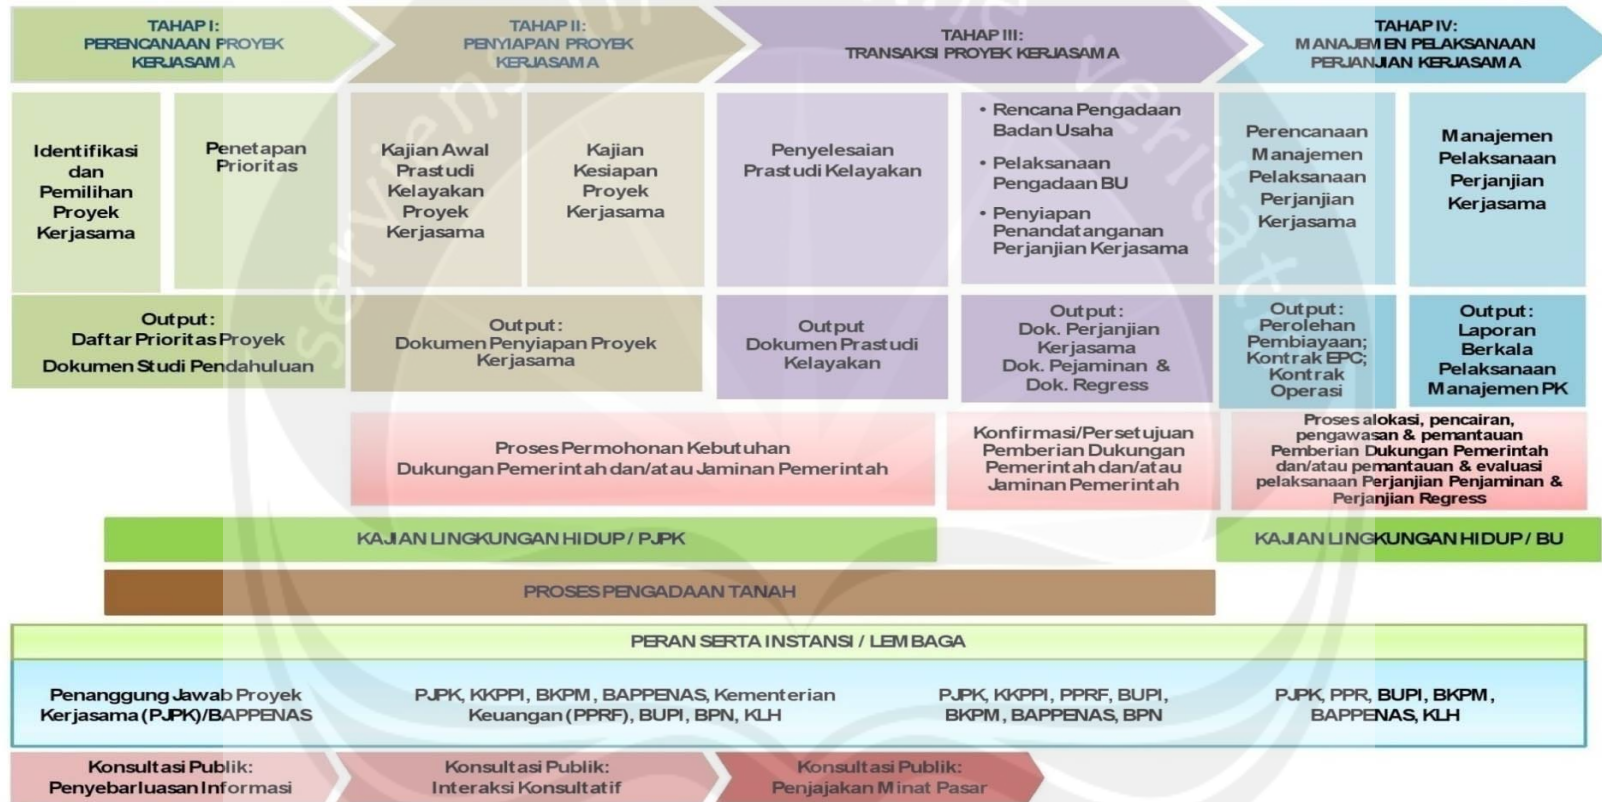 TAHAP I:
PERENCANAAN PROYEK
KERJASAMA
TAHAP II:
PENYIAPAN PROYEK
KERJASAMA
TAHAP III:
TRANSAKSI PROYEK KERJASAMA
TAHAP IV:
MANAJEMEN PELAKSANAAN
PERJANJIAN KERJASAMA
Identifikasi
dan
Pemilihan
Proyek
Kerjasama
Penetapan
Prioritas
Kajian Awal
Prastudi
Kelayakan
Proyek
Kerjasama
Kajian
Kesiapan
Proyek
Kerjasama
Penyelesaian
Prastudi Kelayakan
• Rencana Pengadaan
Badan Usaha
• Pelaksanaan
Pengadaan BU
• Penyiapan
Penandatanganan
Perjanjian Kerjasama
Perencanaan
Manajemen
Pelaksanaan
Perjanjian
Kerjasama
Manajemen
Pelaksanaan
Perjanjian
Kerjasama
Output:
Daftar Prioritas Proyek
Dokumen Studi Pendahuluan
Output:
Dokumen Penyiapan Proyek
Kerjasama
Output
Dokumen Prastudi
Kelayakan
Output:
Dok. Perjanjian
Kerjasama
Dok. Pejaminan &
Dok. Regress
Output:
Perolehan
Pembiayaan;
Kontrak EPC;
Kontrak
Operasi
Output:
Laporan
Berkala
Pelaksanaan
Manajemen PK
Proses Permohonan Kebutuhan
Dukungan Pemerintah dan/atau Jaminan Pemerintah
Konfirmasi/Persetujuan
Pemberian Dukungan
Pemerintah dan/atau
Jaminan Pemerintah
Proses alokasi, pencairan,
pengawasan & pemantauan
Pemberian Dukungan Pemerintah
dan/atau pemantauan & evaluasi
pelaksanaan Perjanjian Penjaminan &
Perjanjian Regress
KAJIAN LINGKUNGAN HIDUP / PJPK
KAJIAN LINGKUNGAN HIDUP / BU
PROSES PENGADAAN TANAH
PERAN SERTA INSTANSI / LEMBAGA
Penanggung Jawab Proyek
Kerjasama (PJPK)/BAPPENAS
PJPK, KKPPI, BKPM, BAPPENAS, Kementerian
Keuangan (PPRF), BUPI, BPN, KLH
PJPK, KKPPI, PPRF, BUPI,
BKPM, BAPPENAS, BPN
PJPK, PPR, BUPI, BKPM,
BAPPENAS, KLH
Konsultasi Publik:
Penyebarluasan Informasi
Konsultasi Publik:
Interaksi Konsultatif
Konsultasi Publik:
Penjajakan Minat Pasar
serviens in lumine veritatis